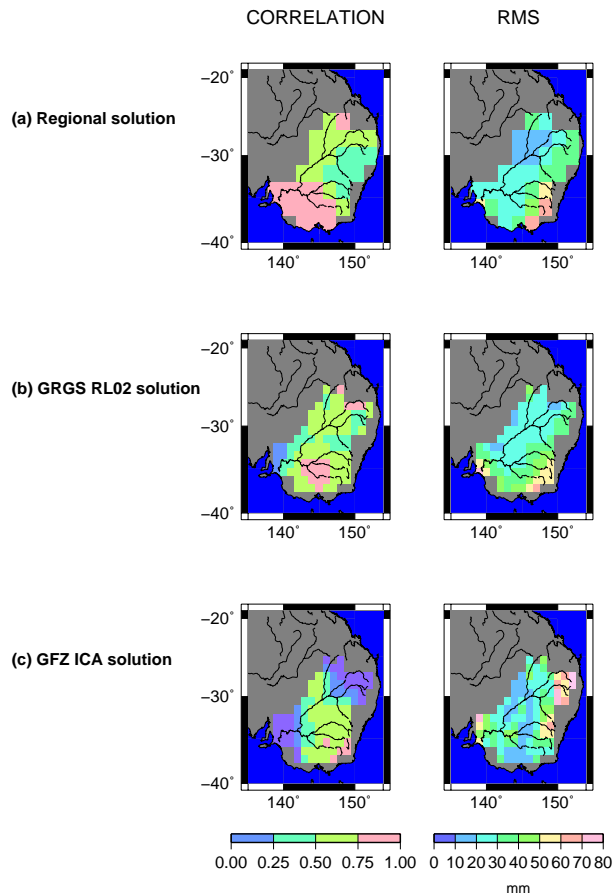 CORRELATION RMS
(a) Regional solution
−20˚
−30˚
−40˚
140˚ 150˚ 140˚ 150˚
(b) GRGS RL02 solution
−20˚
−30˚
−40˚
140˚ 150˚ 140˚ 150˚
(c) GFZ ICA solution
−20˚
−30˚
−40˚
140˚ 150˚ 140˚ 150˚
0.00 0.25 0.50 0.75 1.00 0 10 20 30 40 50 60 70 80
mm